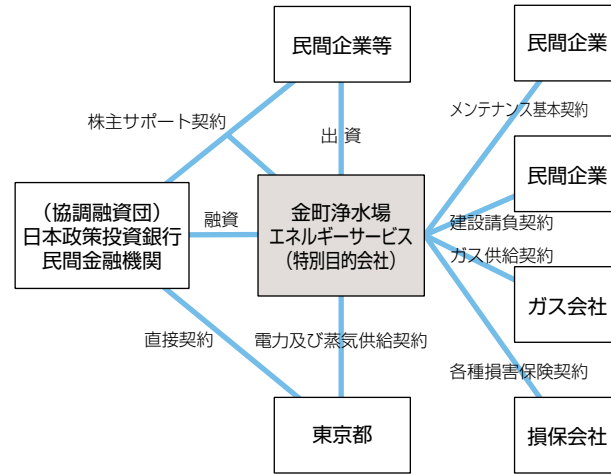 民間企業等
民間企業
株主サポート契約
出 資
メンテナンス基本契約
民間企業
(協調融資団)
日本政策投資銀行
民間金融機関
融資
金町浄水場
エネルギーサービス
(特別目的会社)
建設請負契約
ガス供給契約
ガス会社
直接契約
電力及び蒸気供給契約
各種損害保険契約
東京都
損保会社